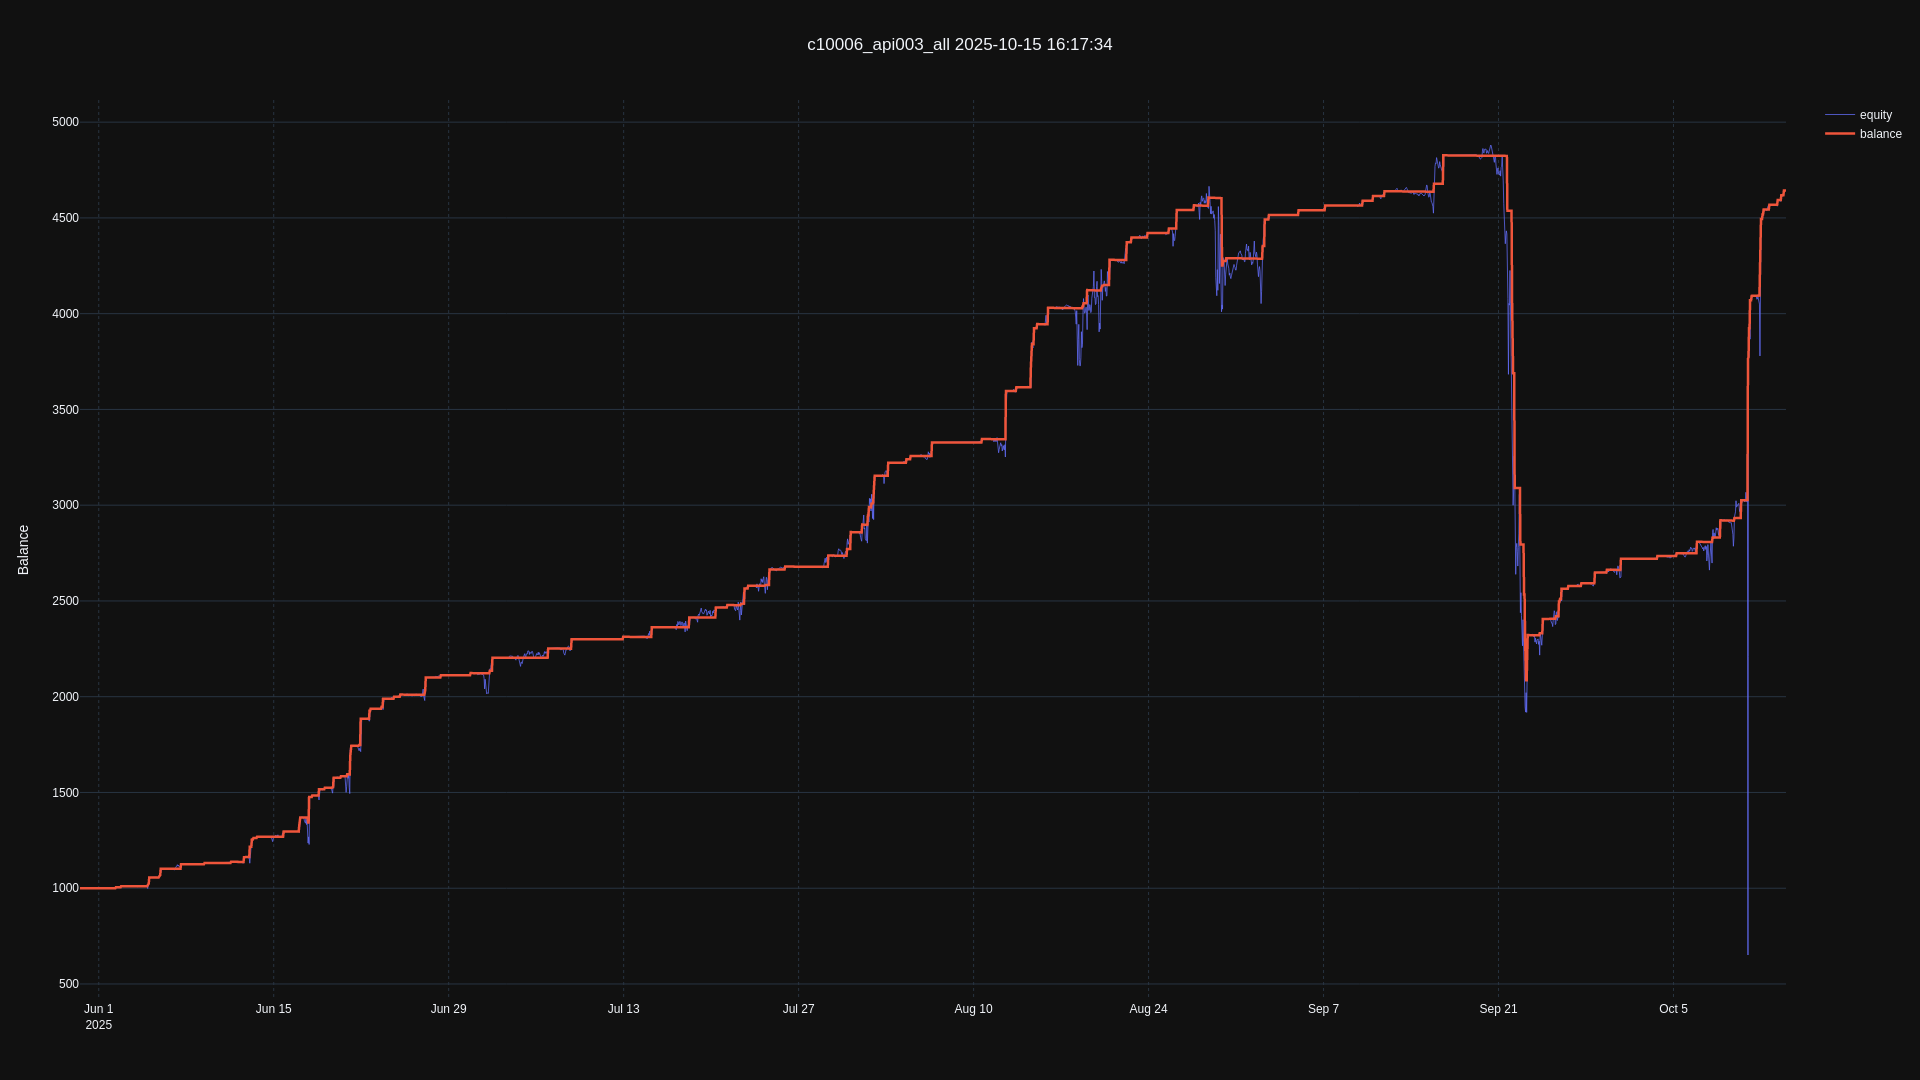 c10006_api003_all 2025-10-15 16:17:34
equity
balance
Balance
5000
4500
4000
3500
3000
2500
2000
1500
1000
500
Jun 1
2025
Jun 15
Jun 29
Jul 13
Jul 27
Aug 10
Aug 24
Sep 7
Sep 21
Oct 5